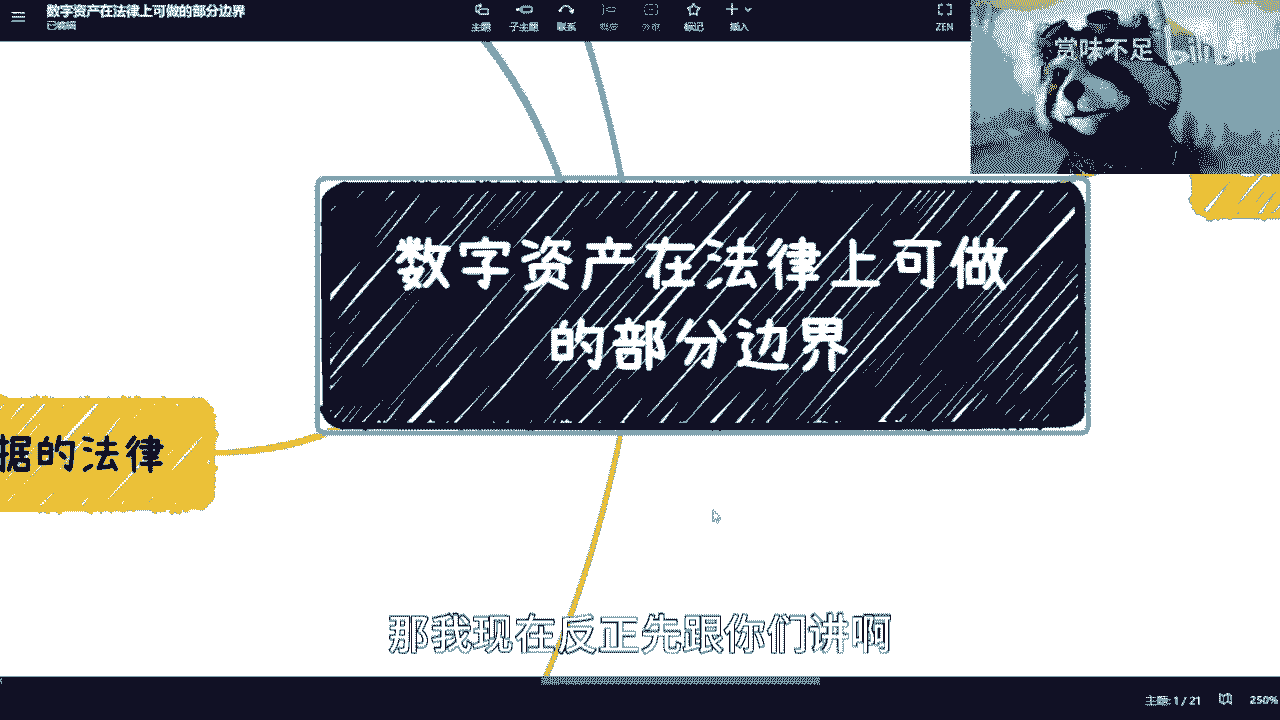 数字资产在法律上可做的部分边界
已编辑
主题
子主题
联系
概要
外框
标记
插入
ZEN
赏味不足
bilibili
数字资产在法律上可做
的部分边界
据的法律
那我现在反正先跟你们讲啊
主题: 1 / 21
250%